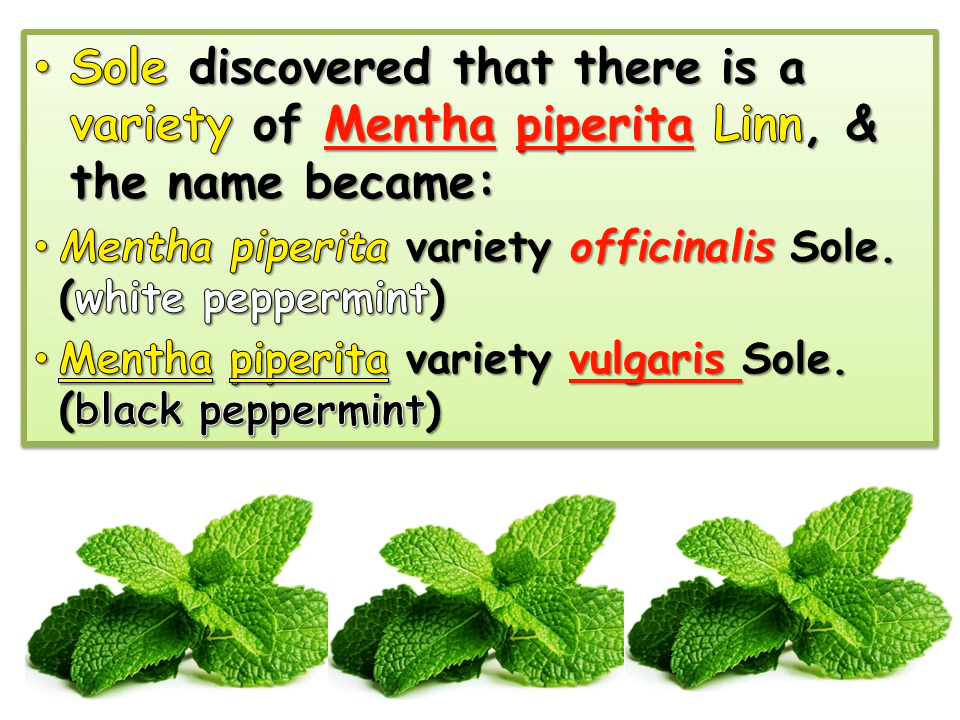 • Sole discovered that there is a
variety of Mentha piperita Linn, &
the name became:
• Mentha piperita variety officinalis Sole.
(white peppermint)
• Mentha piperita variety vulgaris Sole.
(black peppermint)